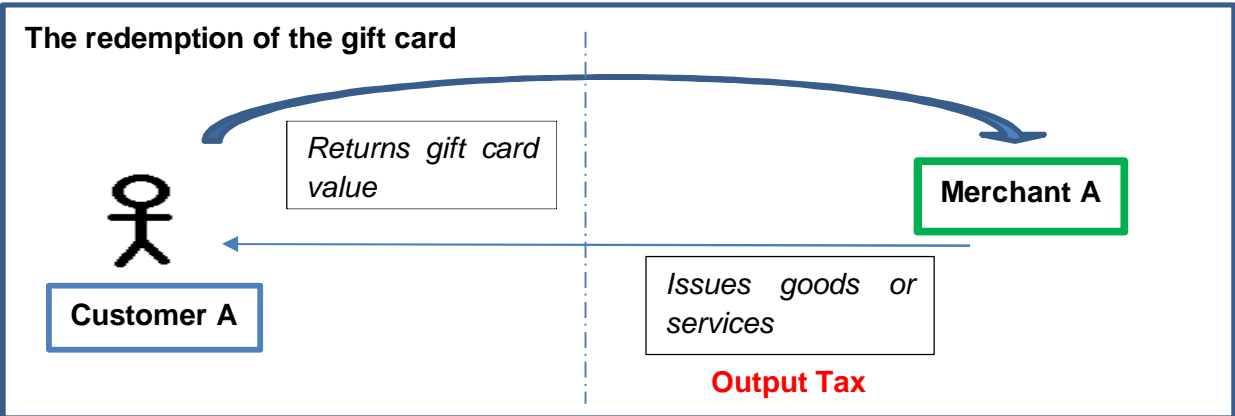 The redemption of the gift card
Returns gift card
value
Merchant A
Customer A
Issues goods or
services
Output Tax